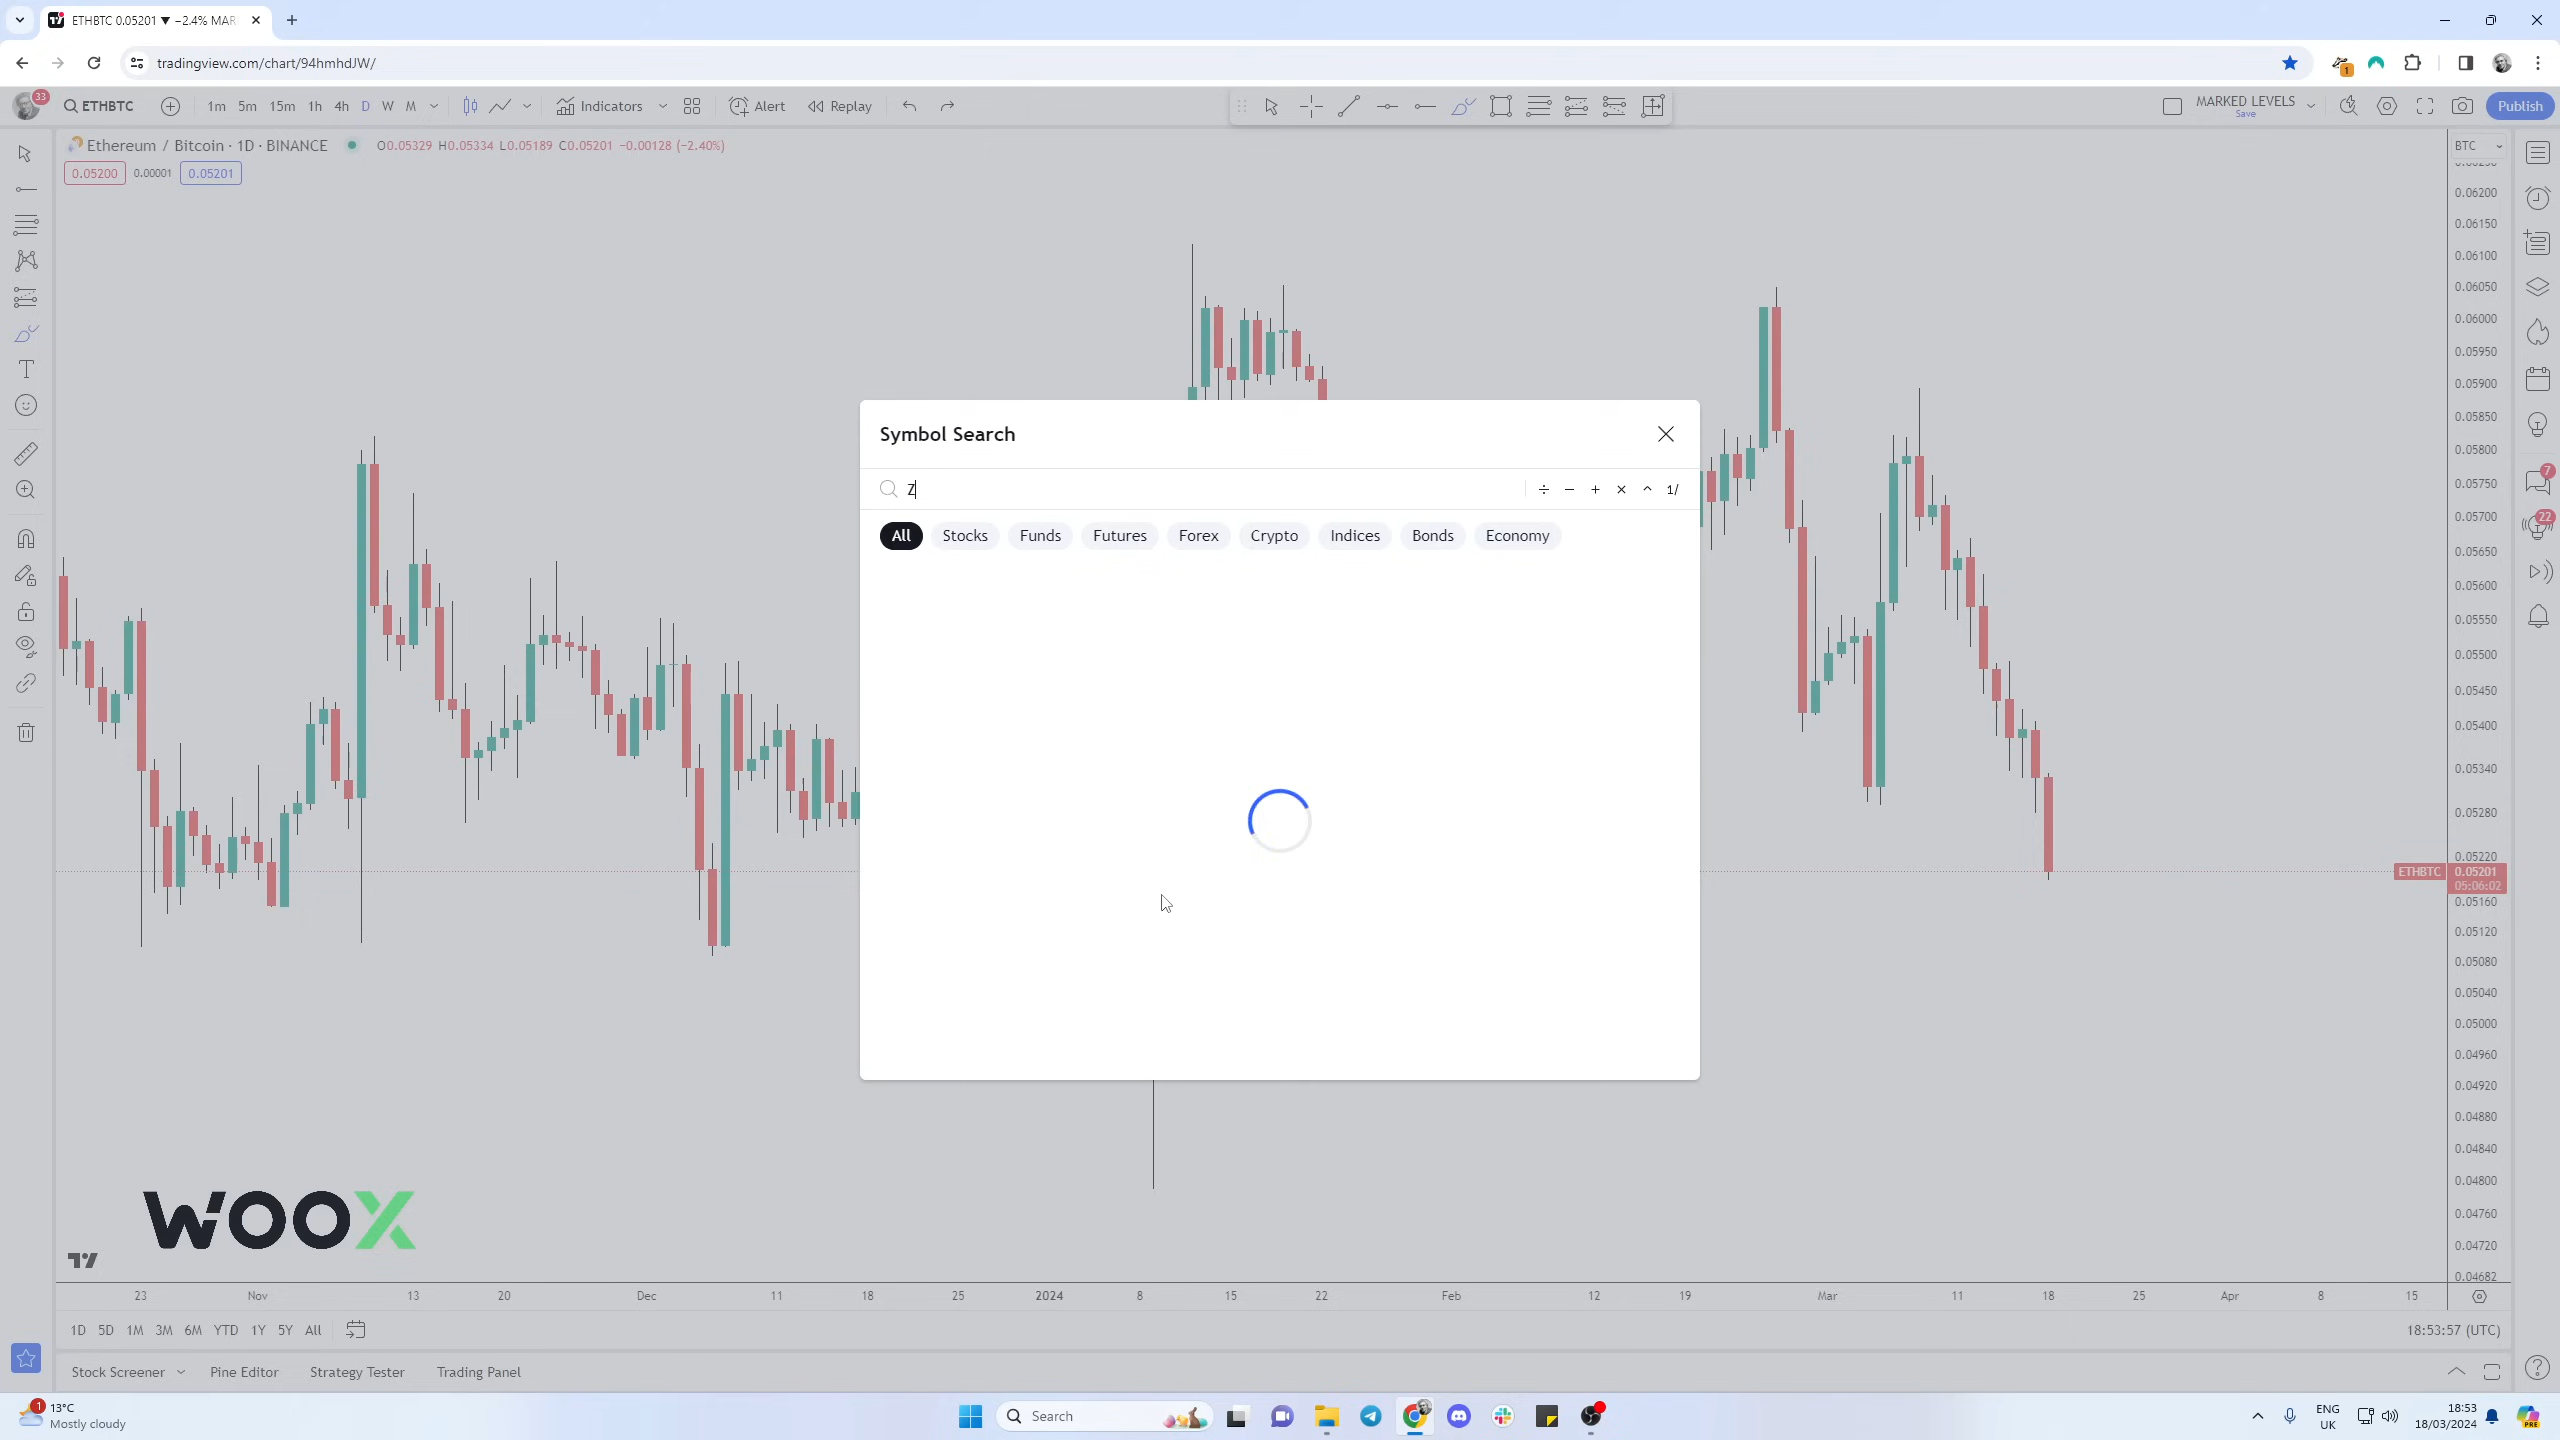 ETHBTC 0.05201 ▼ −2.4% MAR
tradingview.com/chart/94hmhdJW/
1
33
ETHBTC
1m 5m 15m 1h 4h D W M
Indicators
Alert
Replay
MARKED LEVELS
Save
Publish
Ethereum / Bitcoin · 1D · BINANCE
O0.05329 H0.05334 L0.05189 C0.05201 −0.00128 (−2.40%)
0.05200 0.00001 0.05201
BTC
0.06200
0.06150
0.06100
0.06050
0.06000
0.05950
0.05900
0.05850
0.05800
0.05750
0.05700
0.05650
0.05600
0.05550
0.05500
0.05450
0.05400
0.05340
0.05280
0.05220
ETHBTC 0.05201
05:06:02
0.05160
0.05120
0.05080
0.05040
0.05000
0.04960
0.04920
0.04880
0.04840
0.04800
0.04760
0.04720
0.04682
7
22
Symbol Search
Z
÷ − + × ^ 1/
All Stocks Funds Futures Forex Crypto Indices Bonds Economy
WOOX
23 Nov 13 20 Dec 11 18 25 2024 8 15 22 Feb 12 19 Mar 11 18 25 Apr 8 15
1D 5D 1M 3M 6M YTD 1Y 5Y All
18:53:57 (UTC)
Stock Screener Pine Editor Strategy Tester Trading Panel
1
13°C
Mostly cloudy
Search
ENG
UK
18:53
18/03/2024
PRE